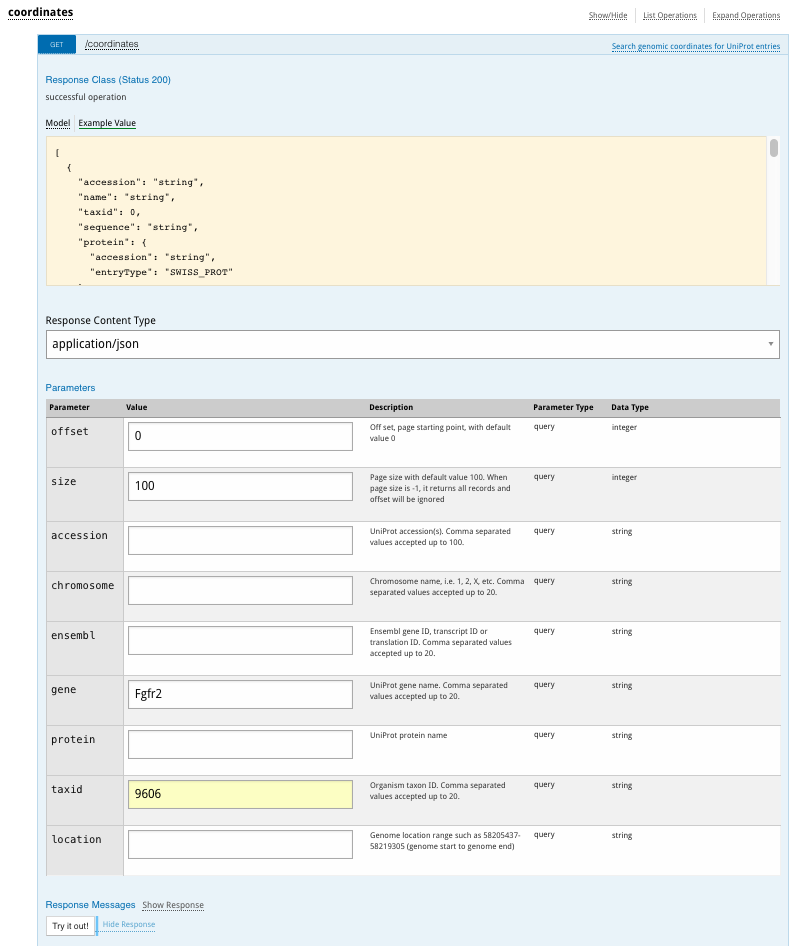 coordinates
Show/Hide List Operations Expand Operations
GET /coordinates Search genomic coordinates for UniProt entries
Response Class (Status 200)
successful operation
Model Example Value
[
{
"accession": "string",
"name": "string",
"taxid": 0,
"sequence": "string",
"protein": {
"accession": "string",
"entryType": "SWISS_PROT"
Response Content Type
application/json
Parameters
Parameter Value Description Parameter Type Data Type
offset 0 Off set, page starting point, with default query integer
value 0
size 100 Page size with default value 100. When query integer
page size is -1, it returns all records and
offset will be ignored
accession UniProt accession(s). Comma separated query string
values accepted up to 100.
chromosome Chromosome name, i.e. 1, 2, X, etc. Comma query string
separated values accepted up to 20.
ensembl Ensembl gene ID, transcript ID or query string
translation ID. Comma separated values
accepted up to 20.
gene Fgfr2 UniProt gene name. Comma separated query string
values accepted up to 20.
protein UniProt protein name query string
taxid 9606 Organism taxon ID. Comma separated query string
values accepted up to 20.
location Genome location range such as 58205437- query string
58219305 (genome start to genome end)
Response Messages Show Response
Try it out! Hide Response